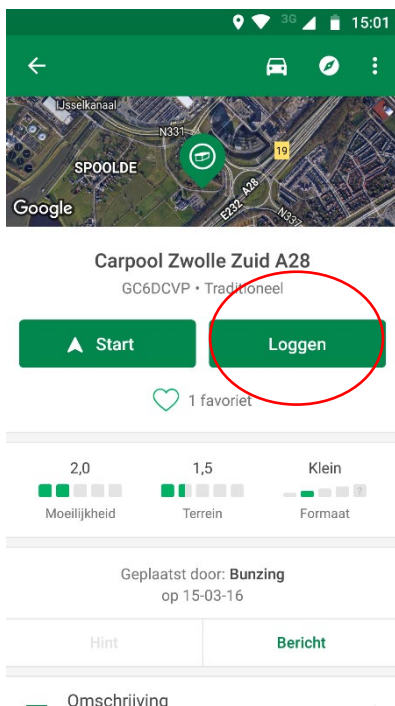 3G 15:01
IJsselkanaal
N331
19
SPOOLDE
E232 A28
N337
Google
Carpool Zwolle Zuid A28
GC6DCVP • Traditioneel
Start
Loggen
1 favoriet
2,0
1,5
Klein
?
Moeilijkheid
Terrein
Formaat
Geplaatst door: Bunzing
op 15-03-16
Hint
Bericht
Omschrijving